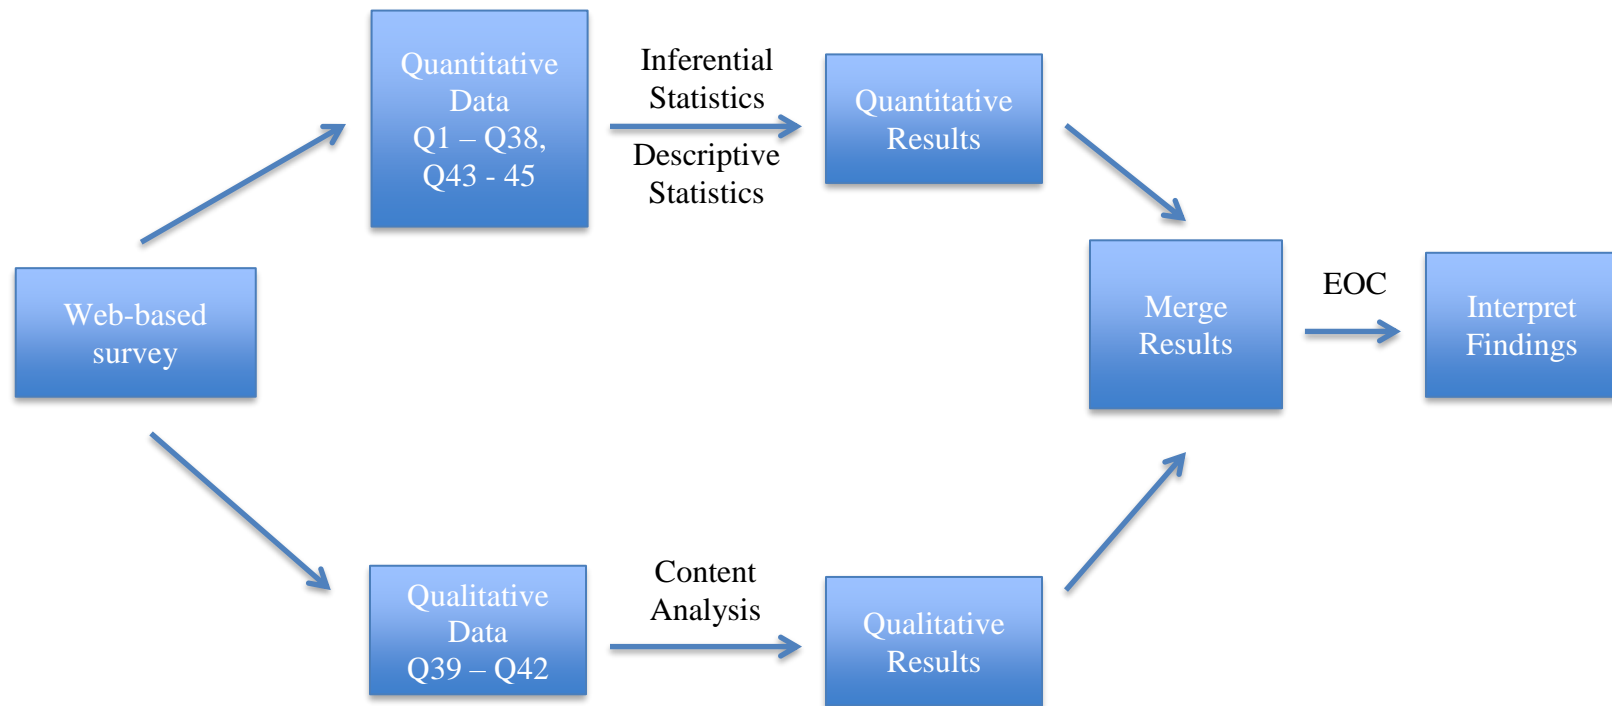 Web-based
survey
Quantitative
Data
Q1 – Q38,
Q43 - 45
Inferential
Statistics
Descriptive
Statistics
Quantitative
Results
Qualitative
Data
Q39 – Q42
Content
Analysis
Qualitative
Results
Merge
Results
EOC
Interpret
Findings